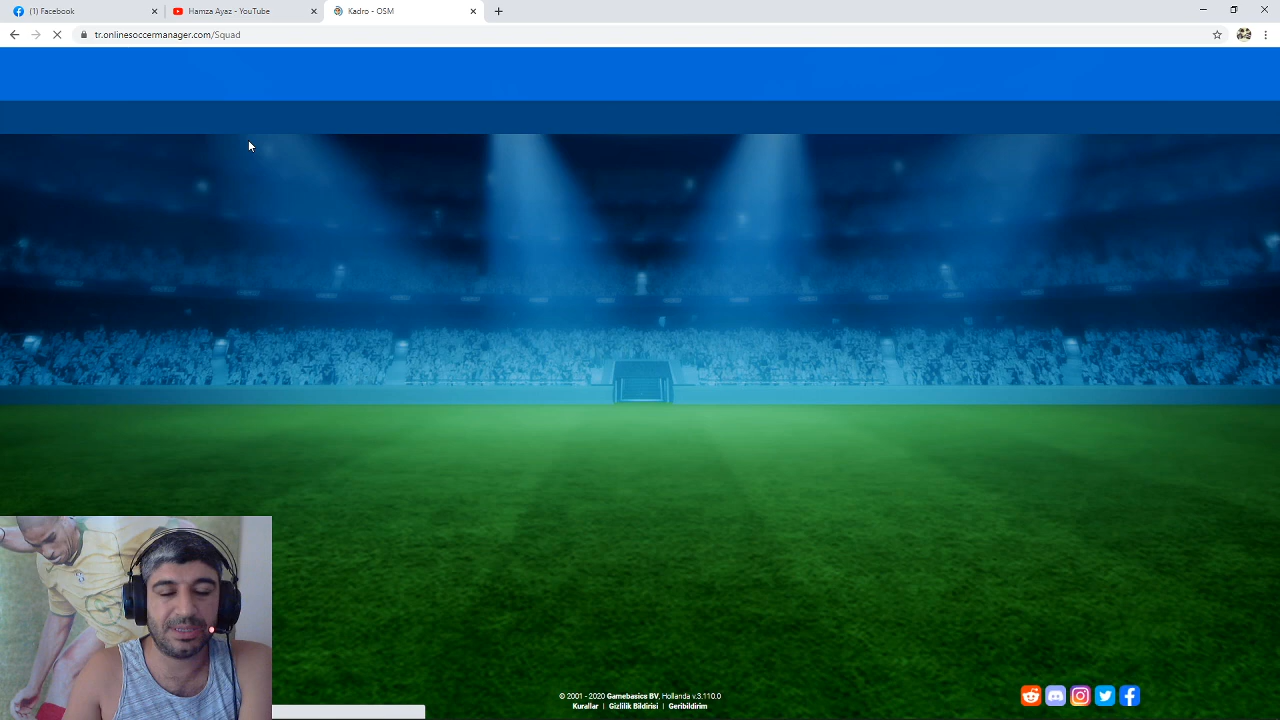 (1) Facebook
Hamza Ayaz - YouTube
Kadro - OSM
tr.onlinesoccermanager.com/Squad
© 2001 - 2020 Gamebasics BV, Hollanda v.3.110.0
Kurallar | Gizlilik Bildirisi | Geribildirim